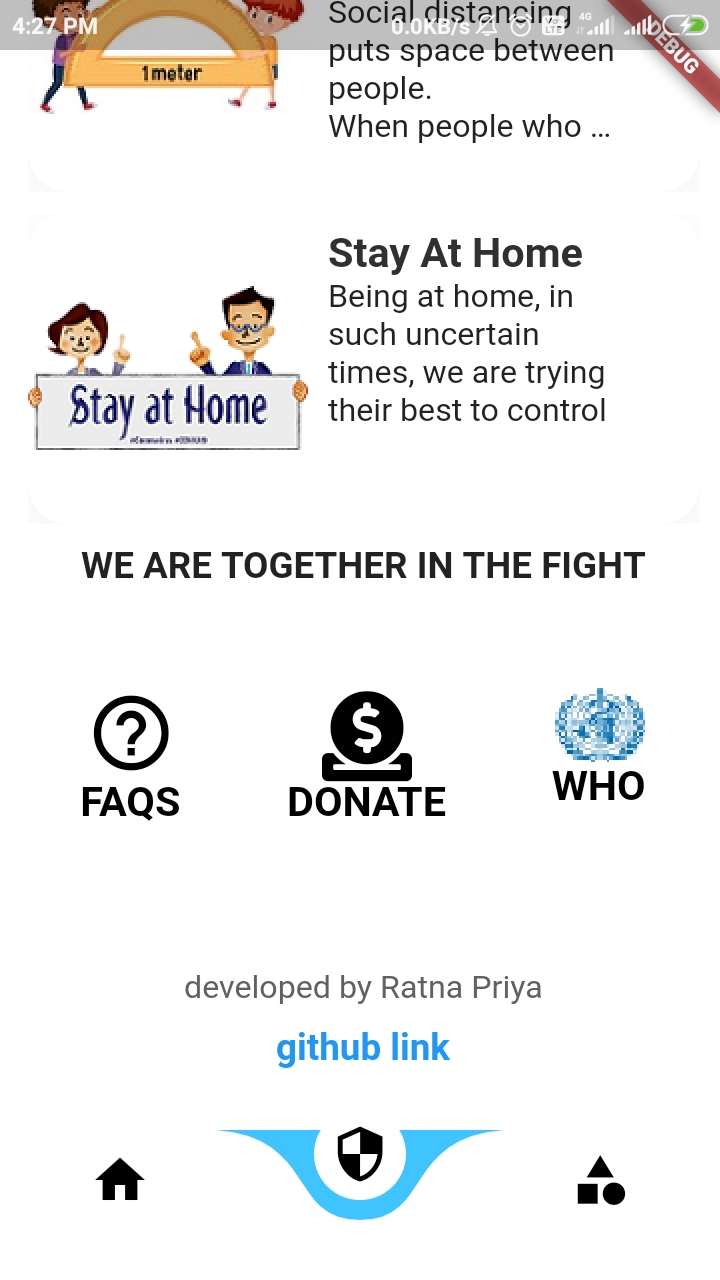 4:27 PM
0.0KB/s
4G
DEBUG
1meter
1
Social distancing
puts space between
people.
When people who ...
Stay At Home
Being at home, in
such uncertain
times, we are trying
their best to control
Stay at Home
WE ARE TOGETHER IN THE FIGHT
FAQS
DONATE
WHO
developed by Ratna Priya
github link